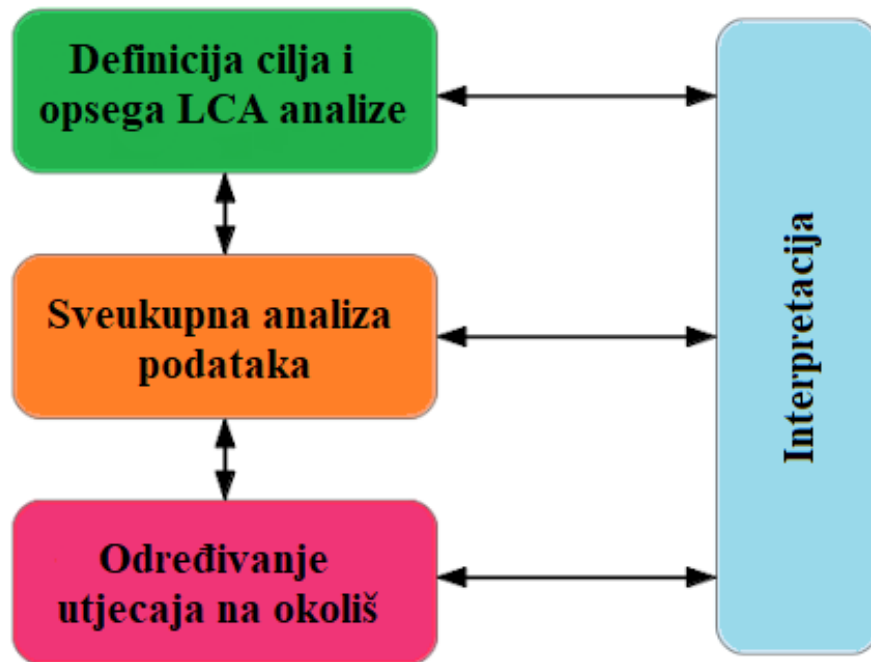 Definicija cilja i
opsega LCA analize
Sveukupna analiza
podataka
Određivanje
utjecaja na okoliš
Interpretacija